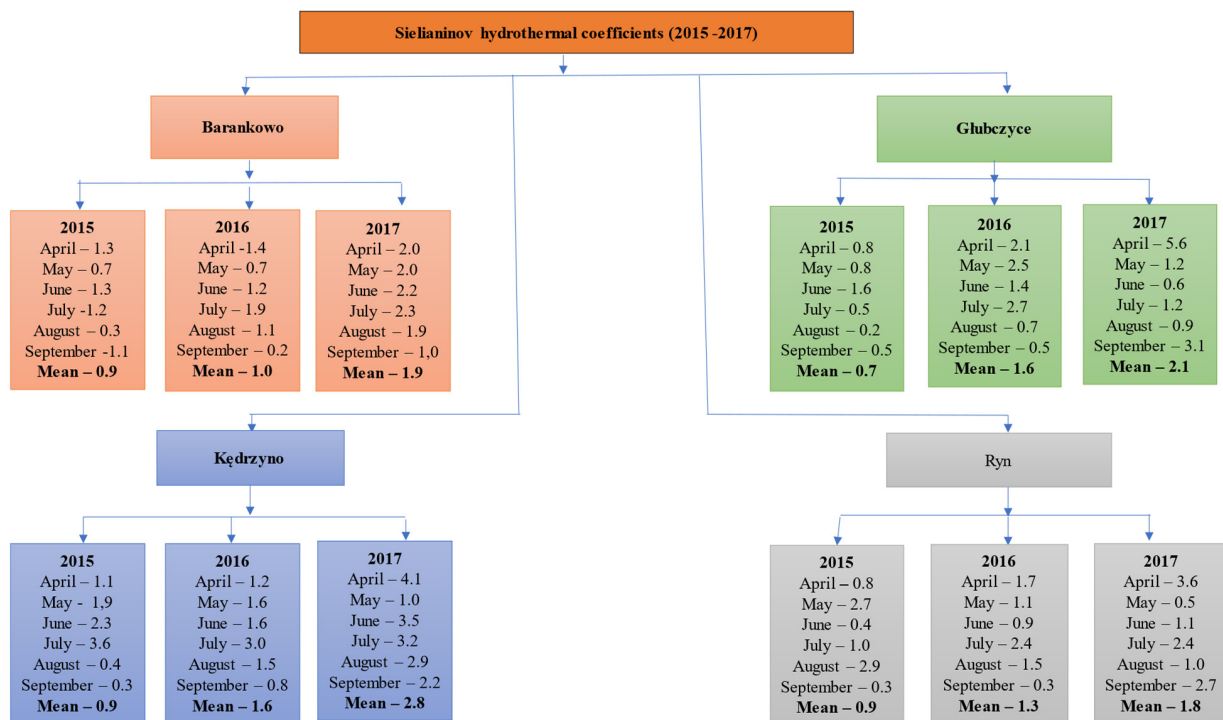 Sielianinov hydrothermal coefficients (2015 -2017)
Barankowo
2015
April – 1.3
May – 0.7
June – 1.3
July -1.2
August – 0.3
September -1.1
Mean – 0.9
2016
April -1.4
May – 0.7
June – 1.2
July – 1.9
August – 1.1
September – 0.2
Mean – 1.0
2017
April – 2.0
May – 2.0
June – 2.2
July – 2.3
August – 1.9
September – 1,0
Mean – 1.9
Głubczyce
2015
April – 0.8
May – 0.8
June – 1.6
July – 0.5
August – 0.2
September – 0.5
Mean – 0.7
2016
April – 2.1
May – 2.5
June – 1.4
July – 2.7
August – 0.7
September – 0.5
Mean – 1.6
2017
April – 5.6
May – 1.2
June – 0.6
July – 1.2
August – 0.9
September – 3.1
Mean – 2.1
Kędrzyno
2015
April – 1.1
May - 1,9
June – 2.3
July – 3.6
August – 0.4
September – 0.3
Mean – 0.9
2016
April – 1.2
May – 1.6
June – 1.6
July – 3.0
August – 1.5
September – 0.8
Mean – 1.6
2017
April – 4.1
May – 1.0
June – 3.5
July – 3.2
August – 2.9
September – 2.2
Mean – 2.8
Ryn
2015
April – 0.8
May – 2.7
June – 0.4
July – 1.0
August – 2.9
September – 0.3
Mean – 0.9
2016
April – 1.7
May – 1.1
June – 0.9
July – 2.4
August – 1.5
September – 0.3
Mean – 1.3
2017
April – 3.6
May – 0.5
June – 1.1
July – 2.4
August – 1.0
September – 2.7
Mean – 1.8